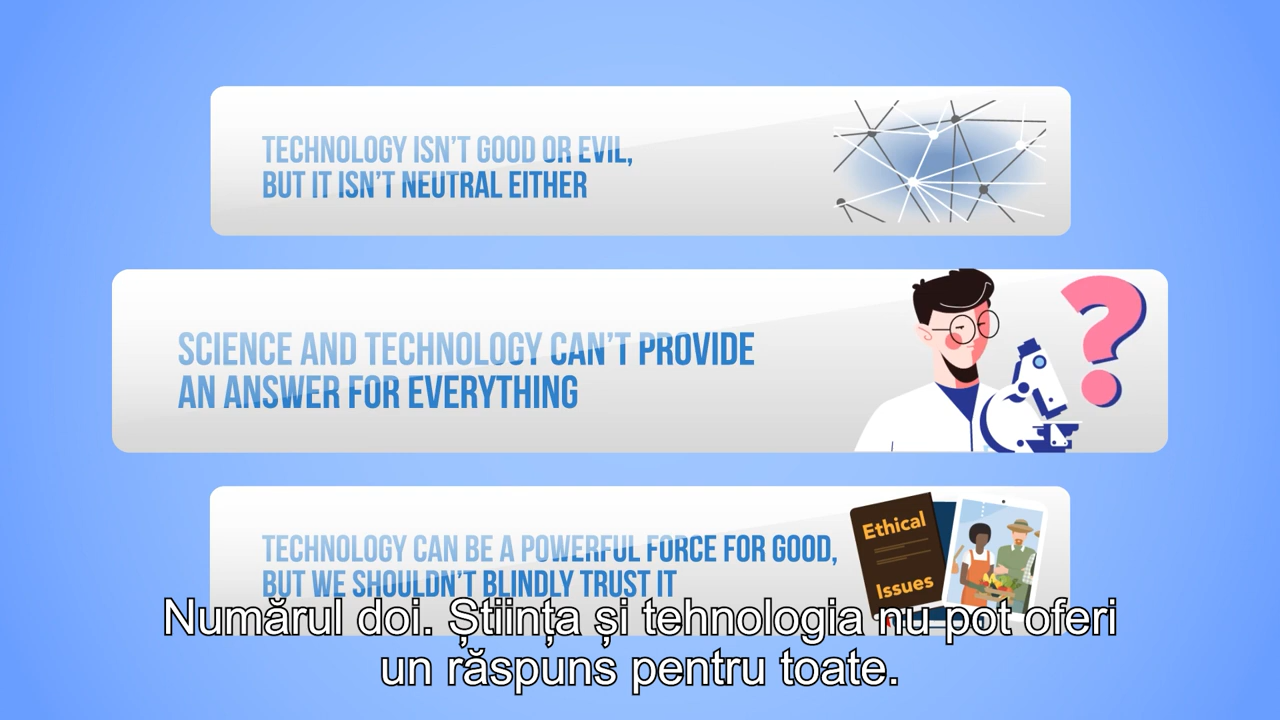 TECHNOLOGY ISN'T GOOD OR EVIL,
BUT IT ISN'T NEUTRAL EITHER
SCIENCE AND TECHNOLOGY CAN'T PROVIDE
AN ANSWER FOR EVERYTHING
?
TECHNOLOGY CAN BE A POWERFUL FORCE FOR GOOD,
BUT WE SHOULDN'T BLINDLY TRUST IT
Ethical
Issues
Numărul doi. Știința și tehnologia nu pot oferi
un răspuns pentru toate.